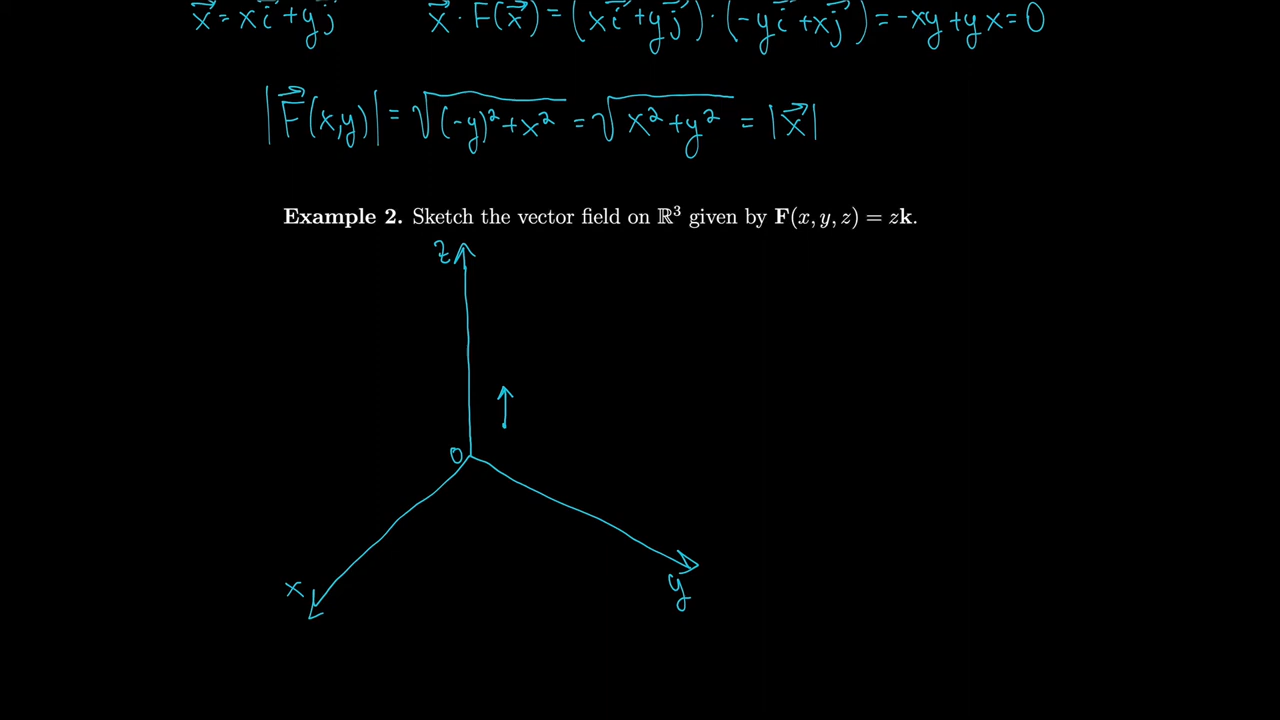 x⃗ = xi⃗ + yj⃗  x⃗ · F(x⃗) = (xi⃗ + yj⃗) · (-yi⃗ + xj⃗) = -xy + yx = 0
|F⃗(x,y)| = √((-y)² + x²) = √(x² + y²) = |x⃗|
Example 2. Sketch the vector field on ℝ³ given by F(x, y, z) = zk.
z
0
x
y